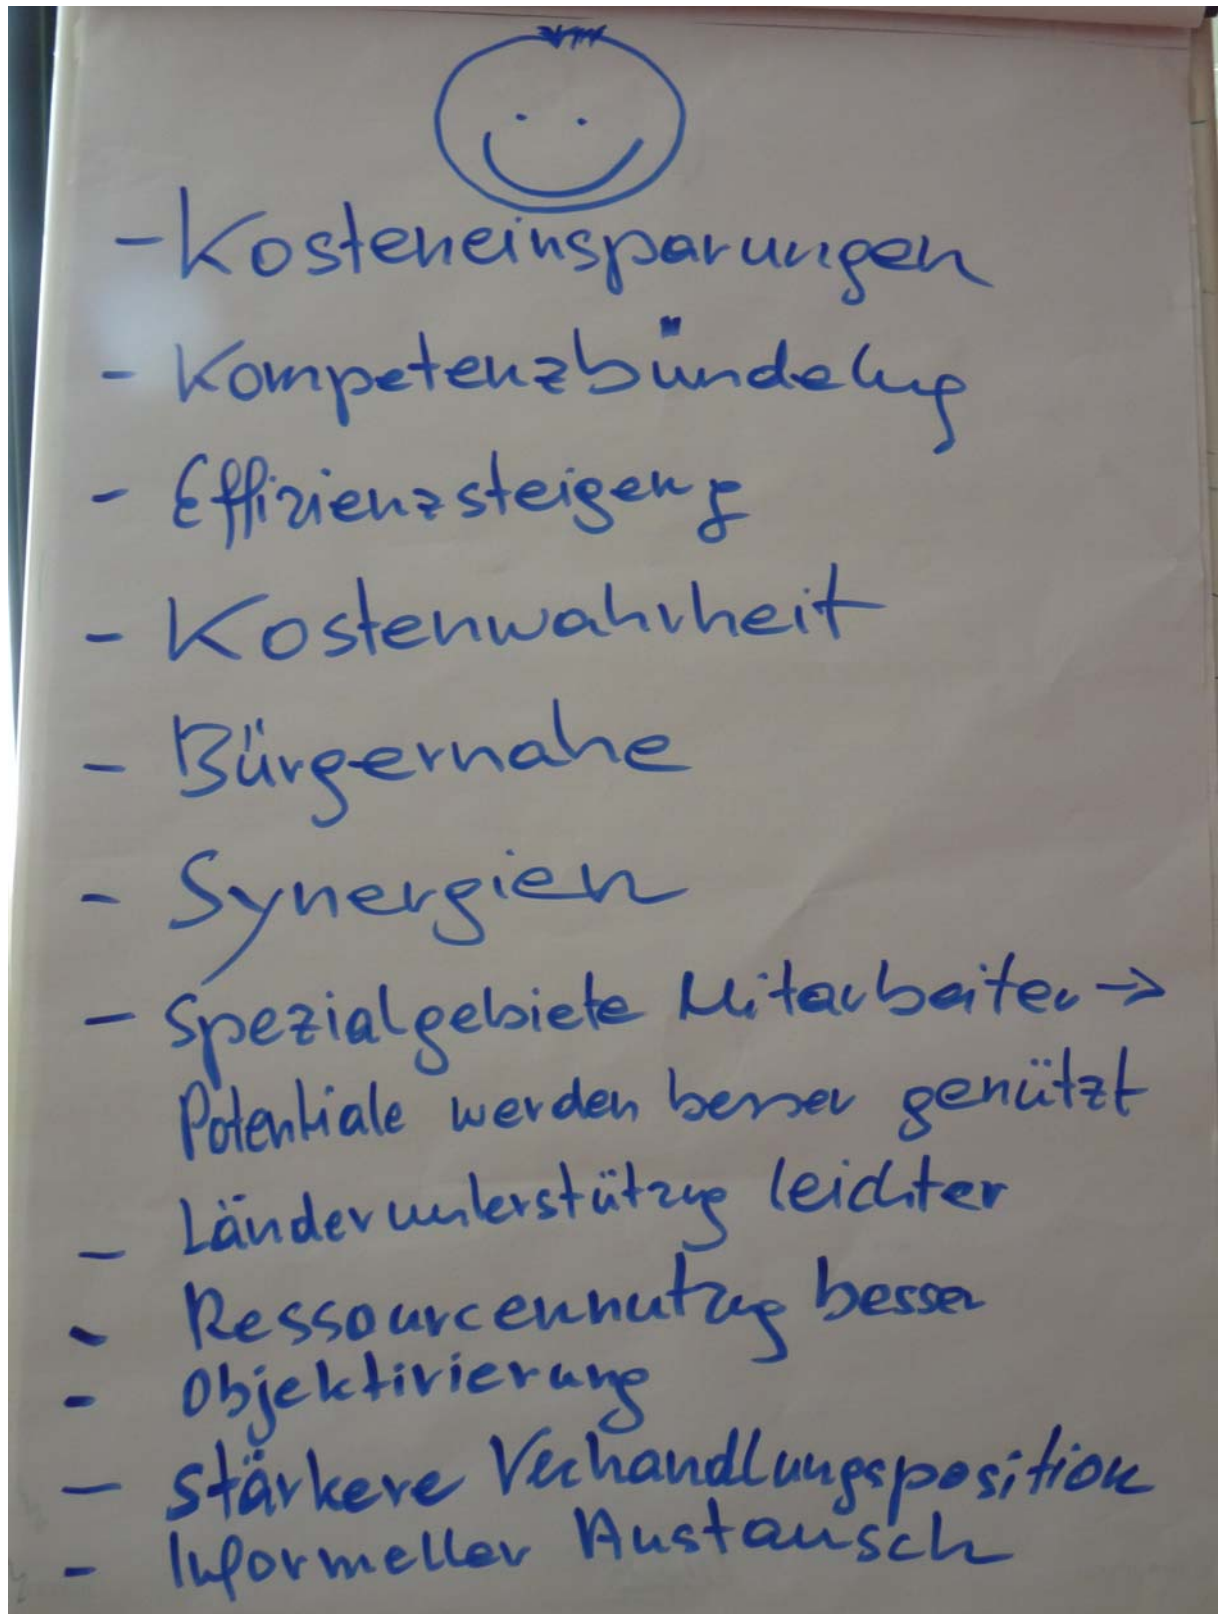 - Kosteneinsparungen
- Kompetenzbündelung
- Effizienzsteigerung
- Kostenwahrheit
- Bürgernahe
- Synergien
- Spezialgebiete Mitarbeiter →
Potentiale werden besser genützt
- Länderunterstützung leichter
- Ressourcennutzung besser
- Objektivierung
- stärkere Verhandlungsposition
- Informeller Austausch